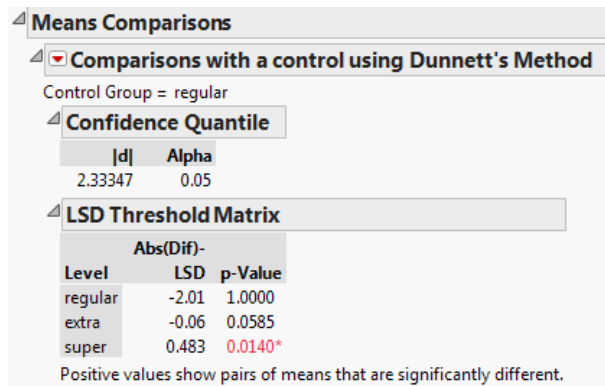 Means Comparisons
Comparisons with a control using Dunnett's Method
Control Group = regular
Confidence Quantile
|d| Alpha
2.33347 0.05
LSD Threshold Matrix
Abs(Dif)-
Level LSD p-Value
regular -2.01 1.0000
extra -0.06 0.0585
super 0.483 0.0140*
Positive values show pairs of means that are significantly different.